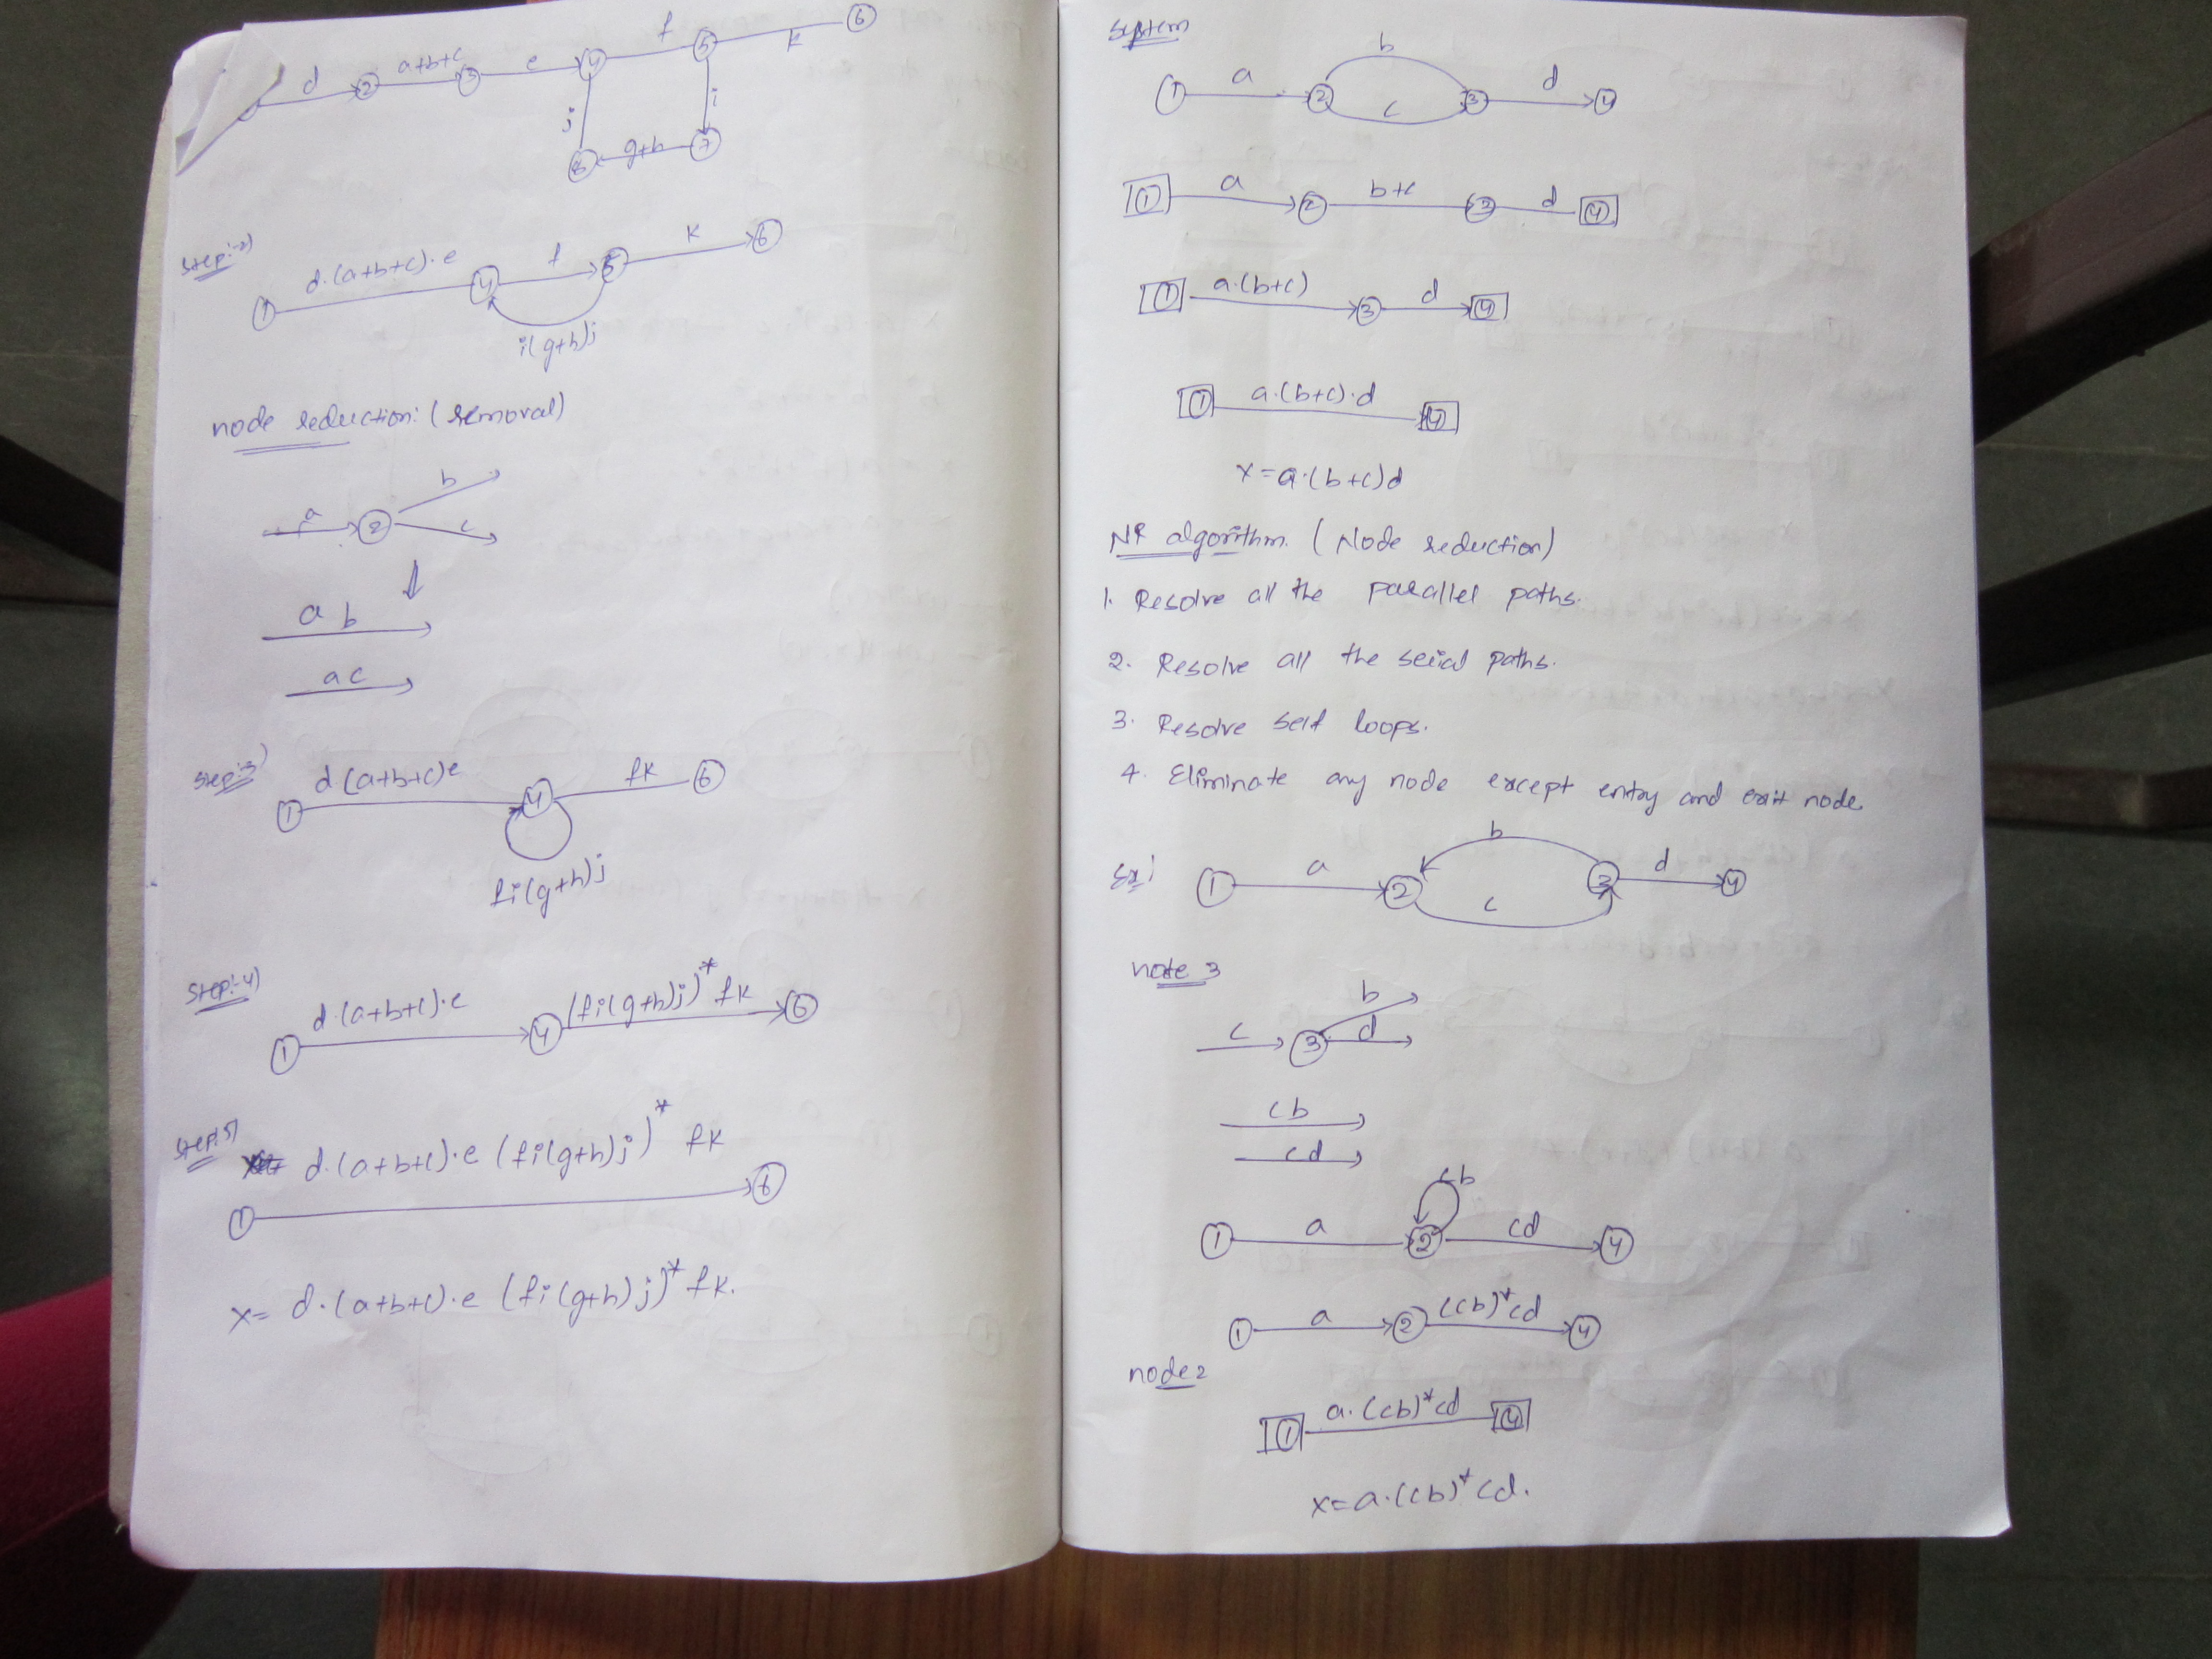 d 2 a+b+c 3 e 4 f 5 k 6
j i
8 g+h 7
Step:-2)
1 d.(a+b+c).e 4 f 5 k 6
i(g+h)j
node reduction: (removal)
a 2 b
c
a b
a c
Step:-3)
1 d(a+b+c)e 4 fk 6
fi(g+h)j
Step:-4)
1 d.(a+b+c).e 4 (fi(g+h)j)* fk 6
Step5)
d.(a+b+c).e (fi(g+h)j)* fk
1 6
x= d.(a+b+c).e (fi(g+h)j)* fk.
System
b
1 a 2 c 3 d 4
1 a 2 b+c 3 d 4
1 a.(b+c) 3 d 4
1 a.(b+c).d 4
x=a.(b+c)d
NR algorithm. (Node reduction)
1. Resolve all the parallel paths.
2. Resolve all the serial paths.
3. Resolve self loops.
4. Eliminate any node except entry and exit node.
Ex:)
b
1 a 2 c 3 d 4
node 3
c 3 b
d
cb
cd
cb
1 a 2 cd 4
node 2
1 a 2 (cb)*cd 4
1 a.(cb)*cd 4
x=a.(cb)*cd.